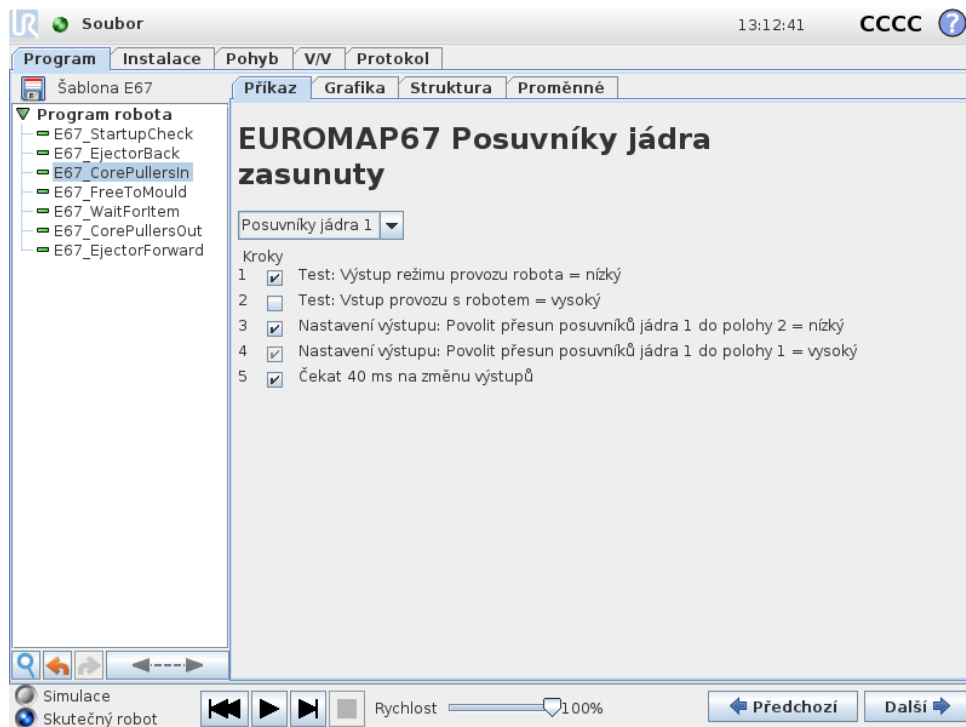 UR Soubor 13:12:41 CCCC ?
Program Instalace Pohyb V/V Protokol
Šablona E67
Příkaz Grafika Struktura Proměnné
Program robota
E67_StartupCheck
E67_EjectorBack
E67_CorePullersIn
E67_FreeToMould
E67_WaitForItem
E67_CorePullersOut
E67_EjectorForward
EUROMAP67 Posuvníky jádra
zasunuty
Posuvníky jádra 1
Kroky
1 Test: Výstup režimu provozu robota = nízký
2 Test: Vstup provozu s robotem = vysoký
3 Nastavení výstupu: Povolit přesun posuvníků jádra 1 do polohy 2 = nízký
4 Nastavení výstupu: Povolit přesun posuvníků jádra 1 do polohy 1 = vysoký
5 Čekat 40 ms na změnu výstupů
Simulace
Skutečný robot
Rychlost 100%
Předchozí Další